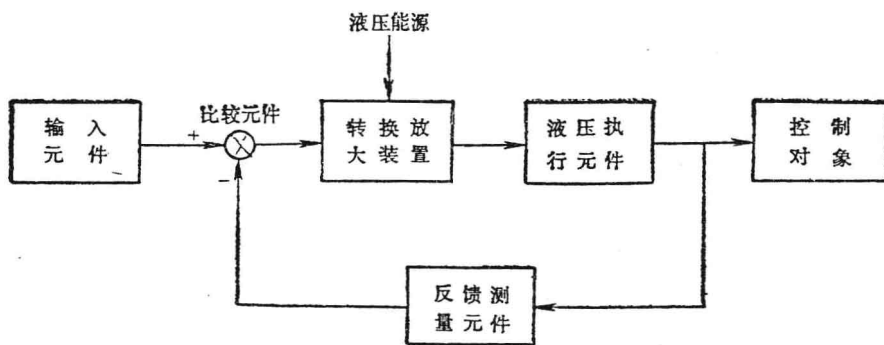 液压能源
比较元件
输入
元件
+
转换放
大装置
液压执
行元件
控制
对象
-
反馈测
量元件